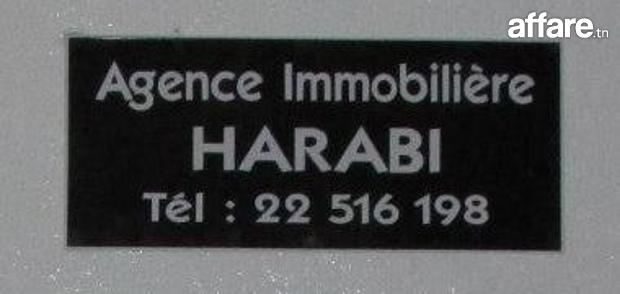 affare.tn
Agence Immobilière
HARABI
Tél : 22 516 198